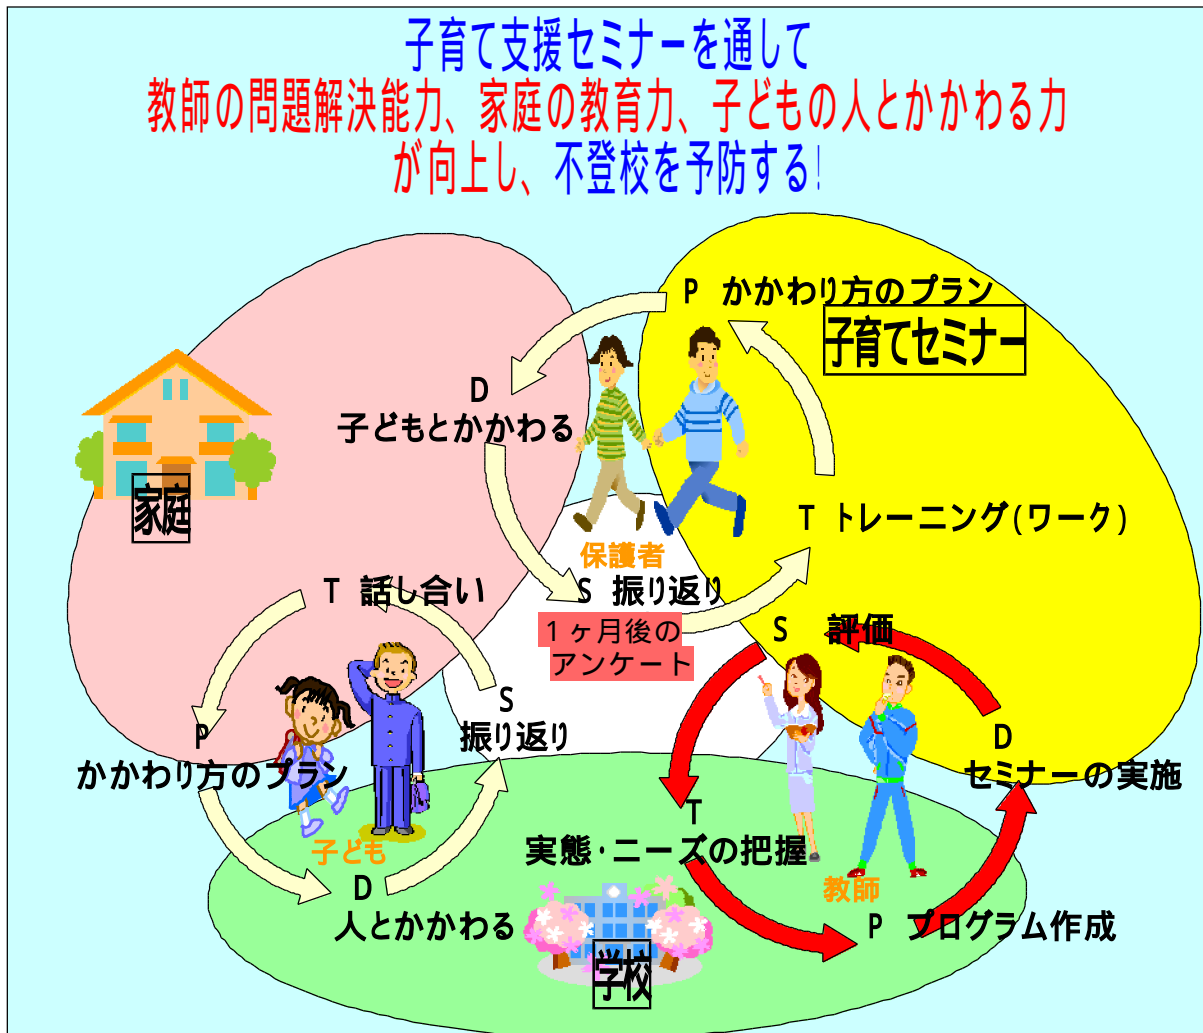 子育て支援セミナーを通して
教師の問題解決能力、家庭の教育力、子どもの人とかかわる力
が向上し、不登校を予防する!
P かかわり方のプラン
子育てセミナー
D
子どもとかかわる
家庭
T トレーニング(ワーク)
保護者
S 振り返り
1ヶ月後の
アンケート
T 話し合い
S 評価
S
振り返り
P
かかわり方のプラン
D
セミナーの実施
T
実態・ニーズの把握
子ども
D
人とかかわる
教師
P プログラム作成
学校